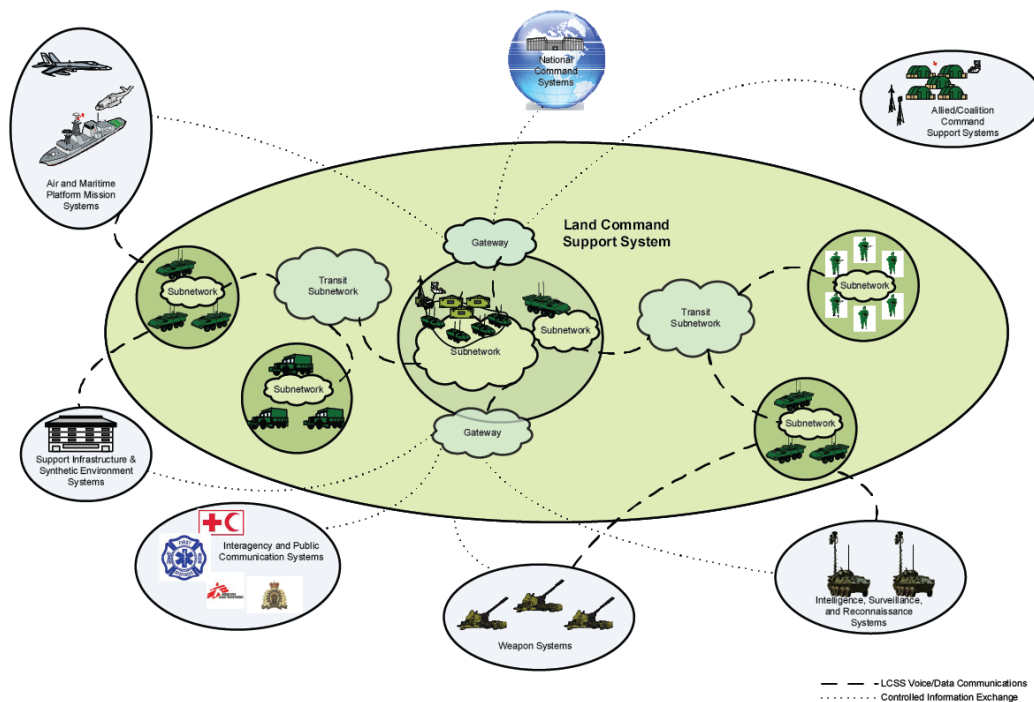 National
Command
Systems
Allied/Coalition
Command
Support Systems
Air and Maritime
Platform Mission
Systems
Land Command
Support System
Gateway
Transit
Subnetwork
Subnetwork
Subnetwork
Subnetwork
Subnetwork
Transit
Subnetwork
Subnetwork
Subnetwork
Gateway
Support Infrastructure &
Synthetic Environment
Systems
Interagency and Public
Communication Systems
FIRST
Weapon Systems
Intelligence, Surveillance,
and Reconnaissance
Systems
LCSS Voice/Data Communications
Controlled Information Exchange